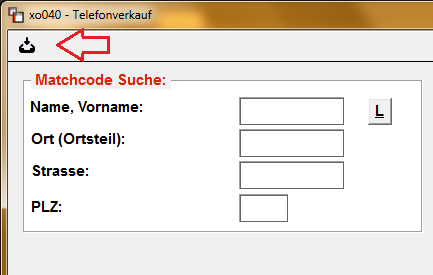 xo040 - Telefonverkauf
Matchcode Suche:
Name, Vorname:
L
Ort (Ortsteil):
Strasse:
PLZ: